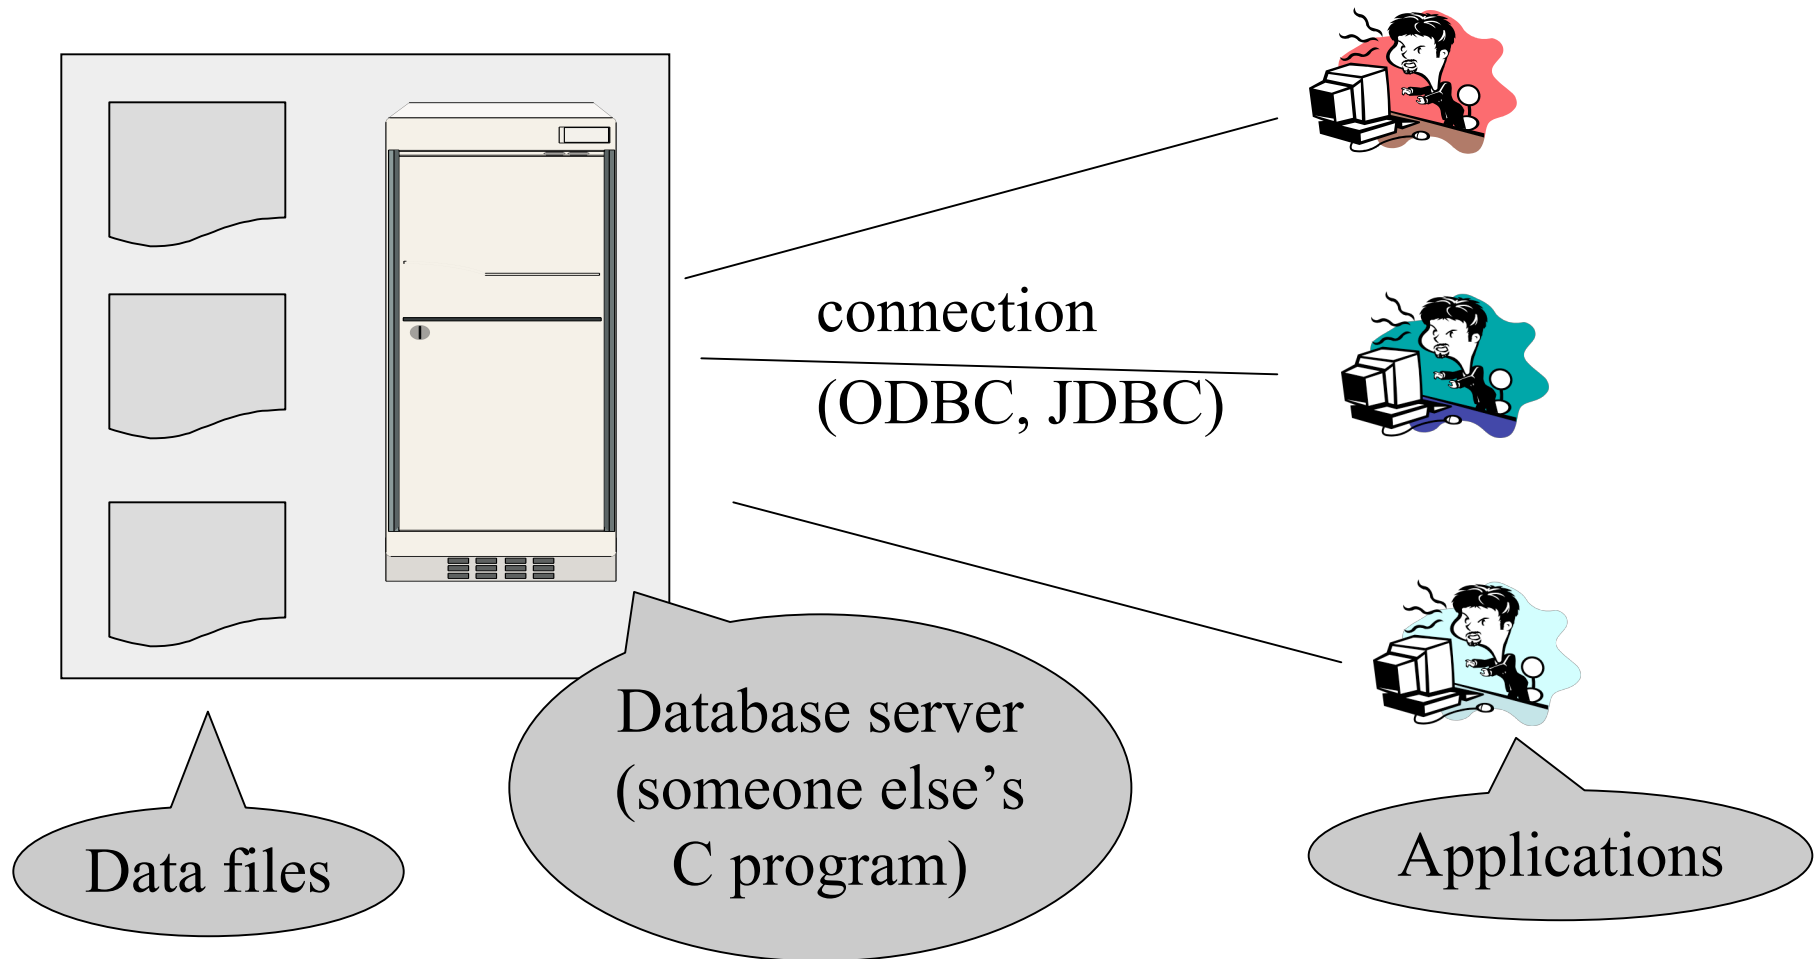 connection
(ODBC, JDBC)
Database server
(someone else’s
C program)
Data files
Applications